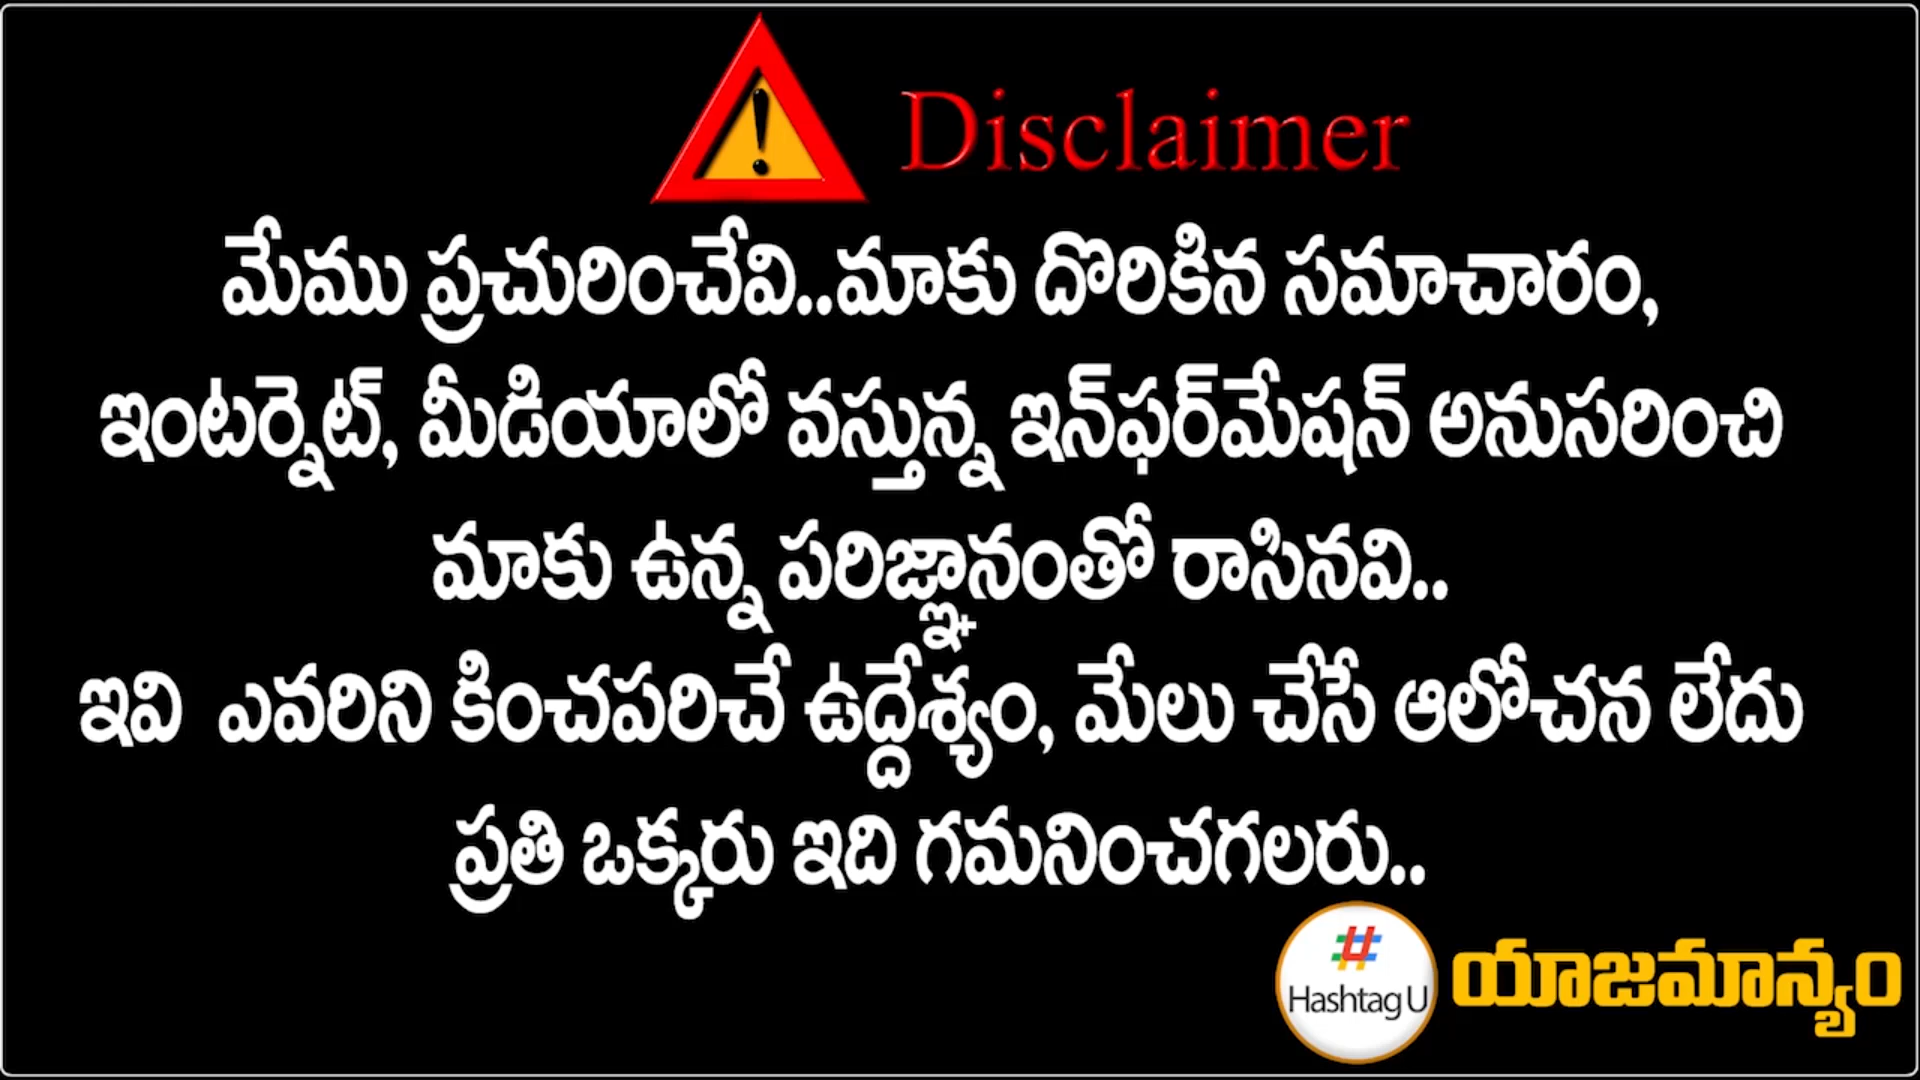 Disclaimer
మేము ప్రచురించేవి..మాకు దొరికిన సమాచారం,
ఇంటర్నెట్, మీడియాలో వస్తున్న ఇన్‌ఫర్‌మేషన్ అనుసరించి
మాకు ఉన్న పరిజ్ఞానంతో రాసినవి..
ఇవి ఎవరిని కించపరిచే ఉద్దేశ్యం, మేలు చేసే ఆలోచన లేదు
ప్రతి ఒక్కరు ఇది గమనించగలరు..
# Hashtag U
యాజమాన్యం